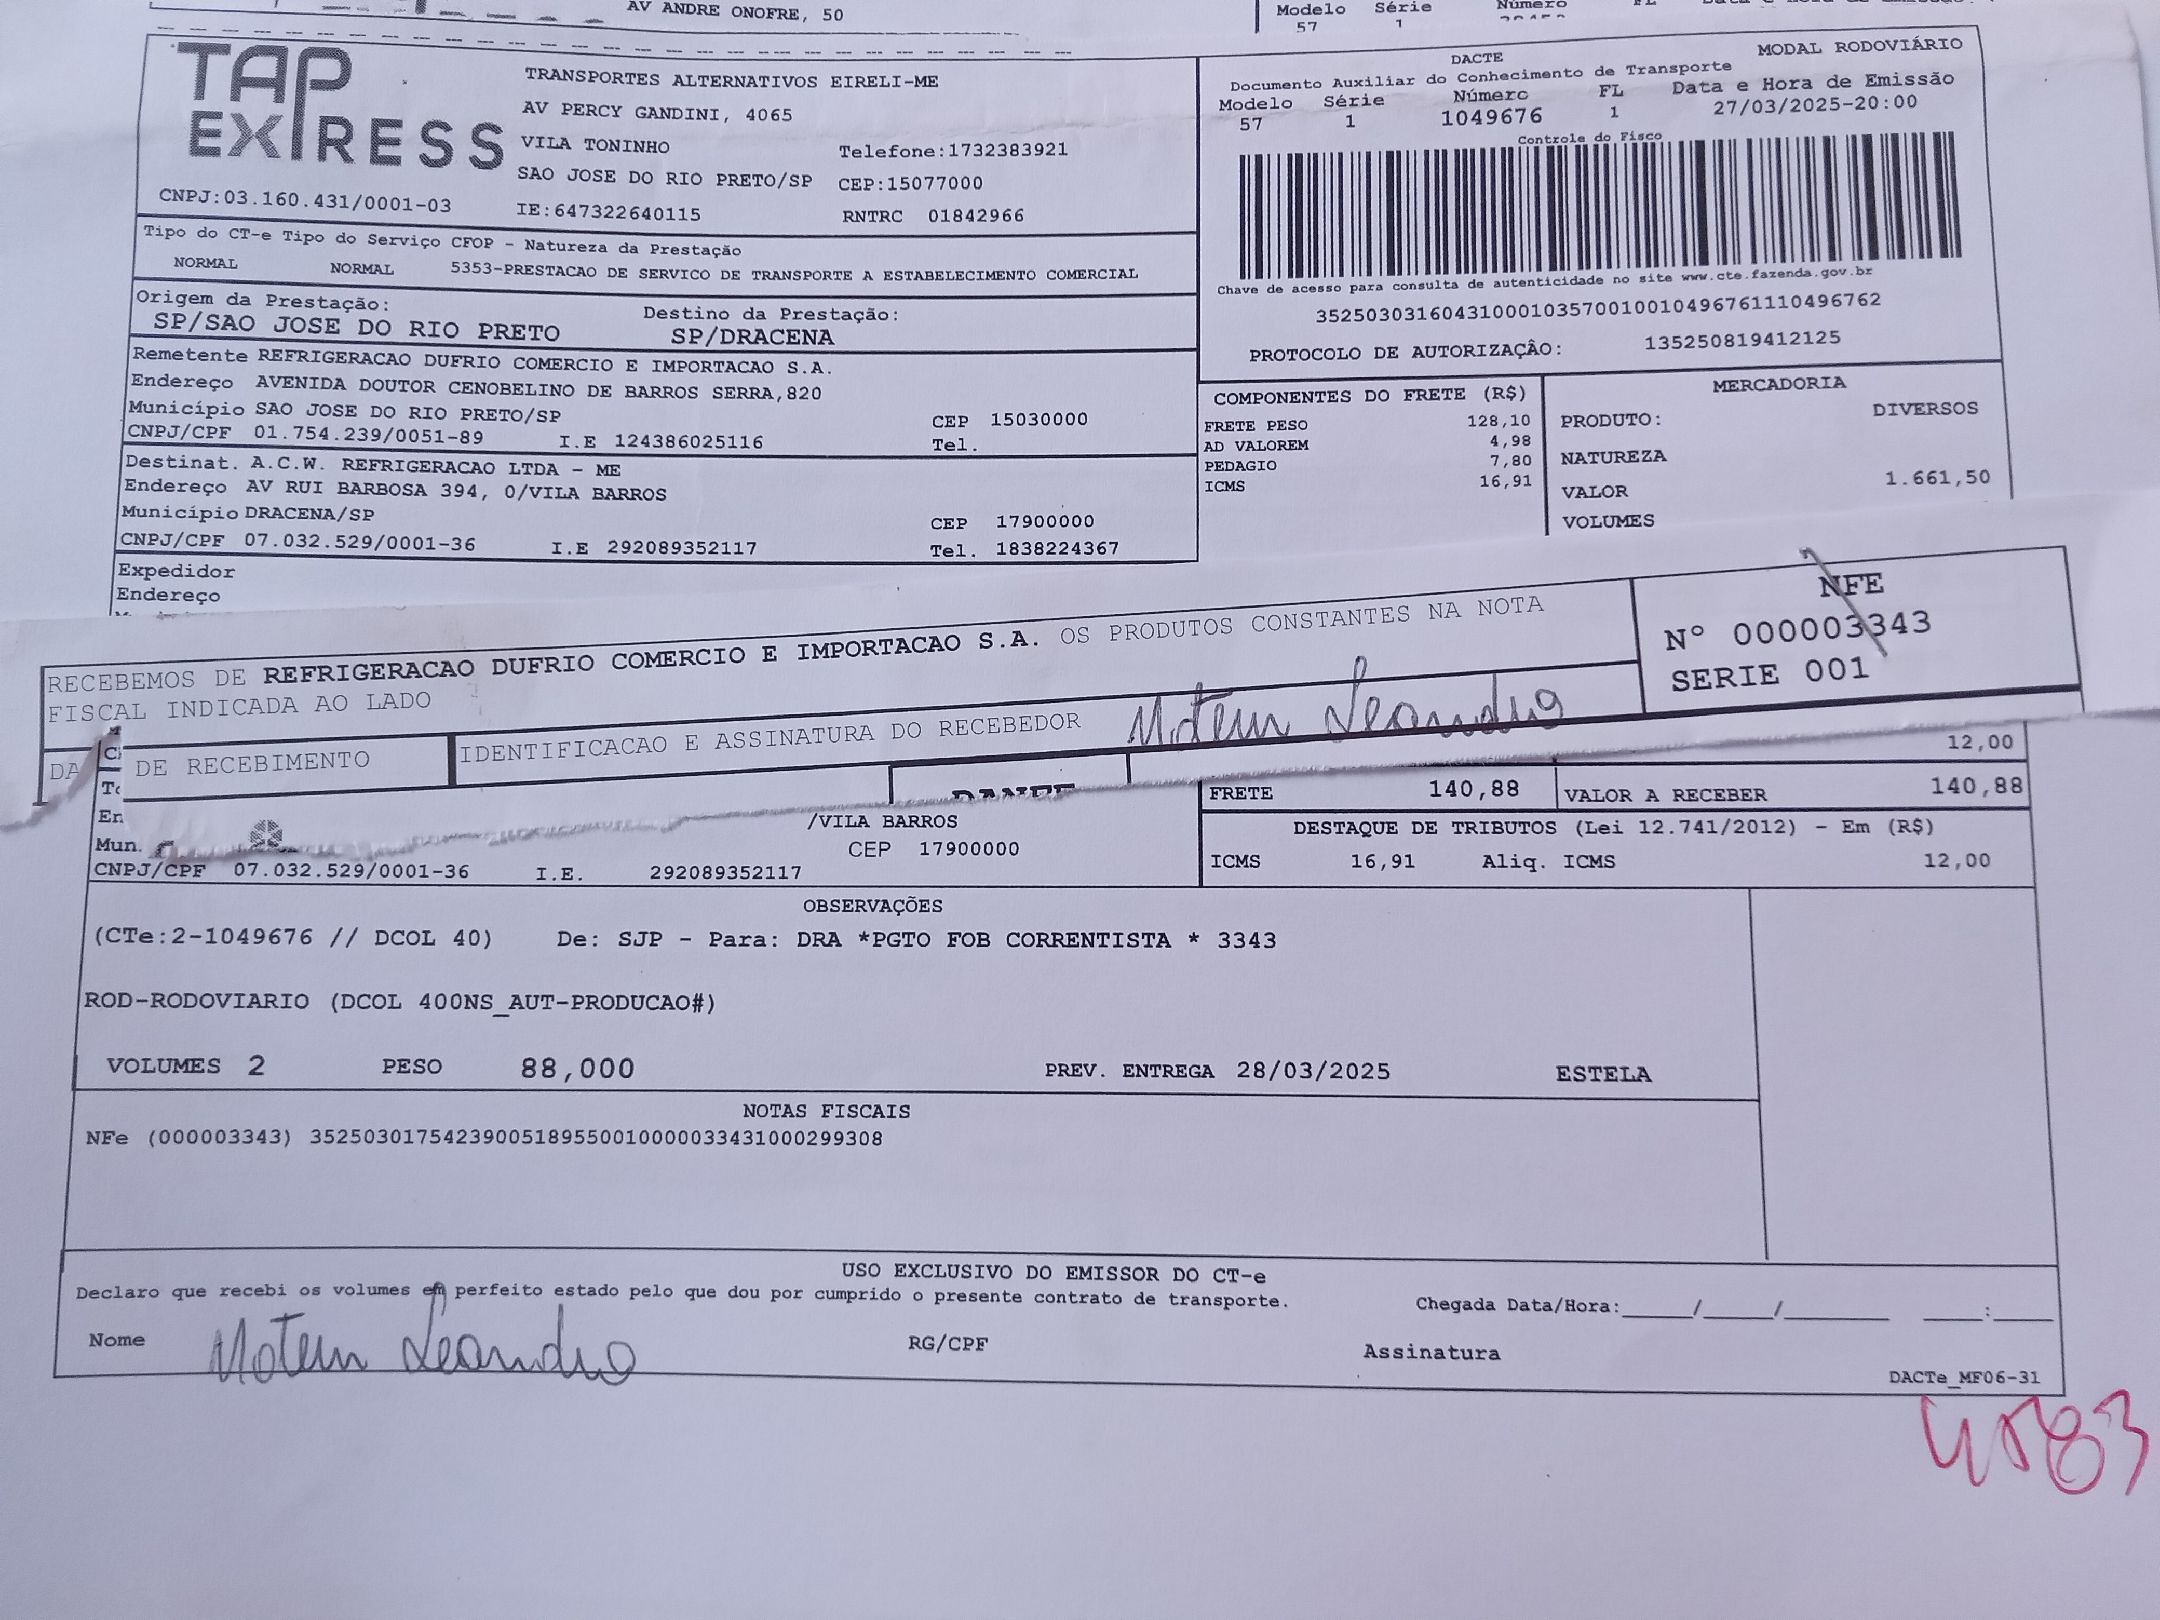 AV ANDRE ONOFRE, 50
Modelo Série Número
57 1
TAP EXPRESS
TRANSPORTES ALTERNATIVOS EIRELI-ME
AV PERCY GANDINI, 4065
VILA TONINHO Telefone:1732383921
SAO JOSE DO RIO PRETO/SP CEP:15077000
CNPJ:03.160.431/0001-03 IE:647322640115 RNTRC 01842966
DACTE MODAL RODOVIÁRIO
Documento Auxiliar do Conhecimento de Transporte
Modelo Série Número FL Data e Hora de Emissão
57 1 1049676 1 27/03/2025-20:00
Controle do Fisco
Chave de acesso para consulta de autenticidade no site www.cte.fazenda.gov.br
35250303160431000103570010010496761110496762
PROTOCOLO DE AUTORIZAÇÂO: 135250819412125
Tipo do CT-e Tipo do Serviço CFOP - Natureza da Prestação
NORMAL NORMAL 5353-PRESTACAO DE SERVICO DE TRANSPORTE A ESTABELECIMENTO COMERCIAL
Origem da Prestação: Destino da Prestação:
SP/SAO JOSE DO RIO PRETO SP/DRACENA
Remetente REFRIGERACAO DUFRIO COMERCIO E IMPORTACAO S.A.
Endereço AVENIDA DOUTOR CENOBELINO DE BARROS SERRA,820
Município SAO JOSE DO RIO PRETO/SP CEP 15030000
CNPJ/CPF 01.754.239/0051-89 I.E 124386025116 Tel.
Destinat. A.C.W. REFRIGERACAO LTDA - ME
Endereço AV RUI BARBOSA 394, 0/VILA BARROS
Município DRACENA/SP CEP 17900000
CNPJ/CPF 07.032.529/0001-36 I.E 292089352117 Tel. 1838224367
Expedidor
Endereço
COMPONENTES DO FRETE (R$)
FRETE PESO 128,10
AD VALOREM 4,98
PEDAGIO 7,80
ICMS 16,91
MERCADORIA
PRODUTO: DIVERSOS
NATUREZA
VALOR 1.661,50
VOLUMES
RECEBEMOS DE REFRIGERACAO DUFRIO COMERCIO E IMPORTACAO S.A. OS PRODUTOS CONSTANTES NA NOTA
FISCAL INDICADA AO LADO
NFE
Nº 000003343
SERIE 001
DA DE RECEBIMENTO IDENTIFICACAO E ASSINATURA DO RECEBEDOR
DANFE
12,00
FRETE 140,88 VALOR A RECEBER 140,88
En /VILA BARROS
Mun. CEP 17900000
CNPJ/CPF 07.032.529/0001-36 I.E. 292089352117
DESTAQUE DE TRIBUTOS (Lei 12.741/2012) - Em (R$)
ICMS 16,91 Aliq. ICMS 12,00
OBSERVAÇÕES
(CTe:2-1049676 // DCOL 40) De: SJP - Para: DRA *PGTO FOB CORRENTISTA * 3343
ROD-RODOVIARIO (DCOL 400NS_AUT-PRODUCAO#)
VOLUMES 2 PESO 88,000 PREV. ENTREGA 28/03/2025 ESTELA
NOTAS FISCAIS
NFe (000003343) 35250301754239005189550010000033431000299308
USO EXCLUSIVO DO EMISSOR DO CT-e
Declaro que recebi os volumes em perfeito estado pelo que dou por cumprido o presente contrato de transporte.
Chegada Data/Hora:_____/_____/_______ ____:____
Nome Leandro RG/CPF Assinatura
DACTe_MF06-31